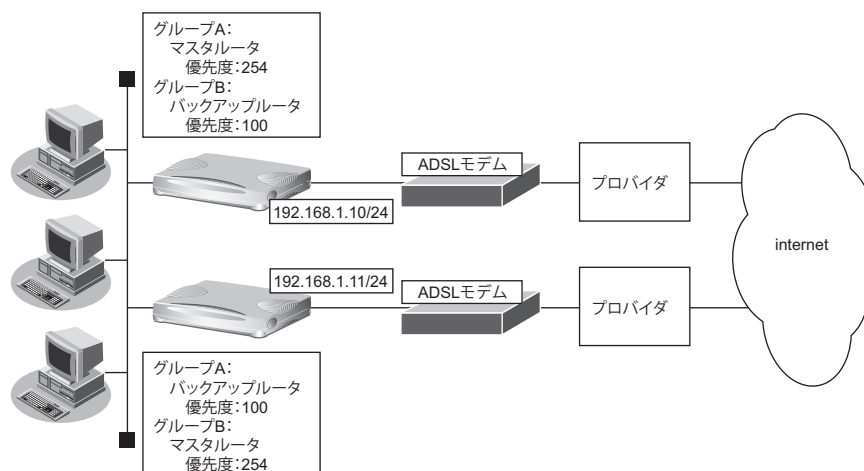 グループA:
マスタルータ
優先度:254
グループB:
バックアップルータ
優先度:100
192.168.1.10/24
ADSLモデム
プロバイダ
internet
192.168.1.11/24
ADSLモデム
プロバイダ
グループA:
バックアップルータ
優先度:100
グループB:
マスタルータ
優先度:254